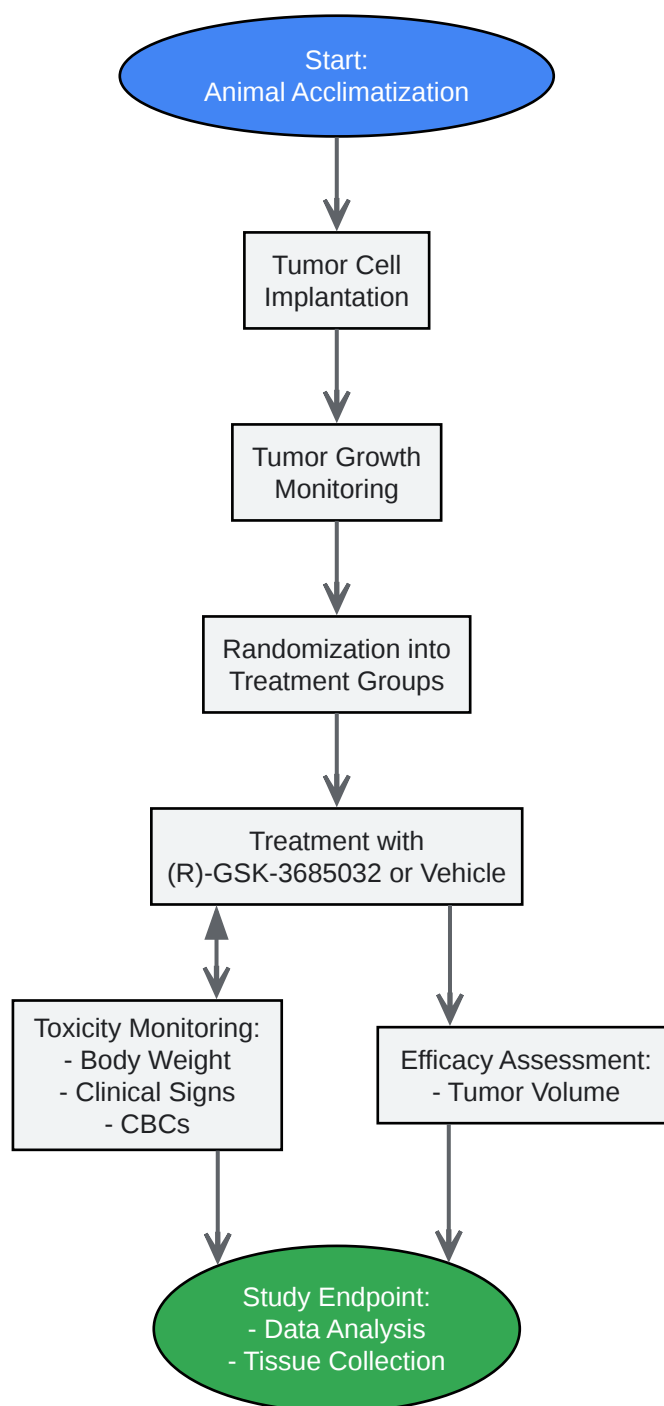 Start:
Animal Acclimatization
Tumor Cell
Implantation
Tumor Growth
Monitoring
Randomization into
Treatment Groups
Treatment with
(R)-GSK-3685032 or Vehicle
Toxicity Monitoring:
- Body Weight
- Clinical Signs
- CBCs
Efficacy Assessment:
- Tumor Volume
Study Endpoint:
- Data Analysis
- Tissue Collection